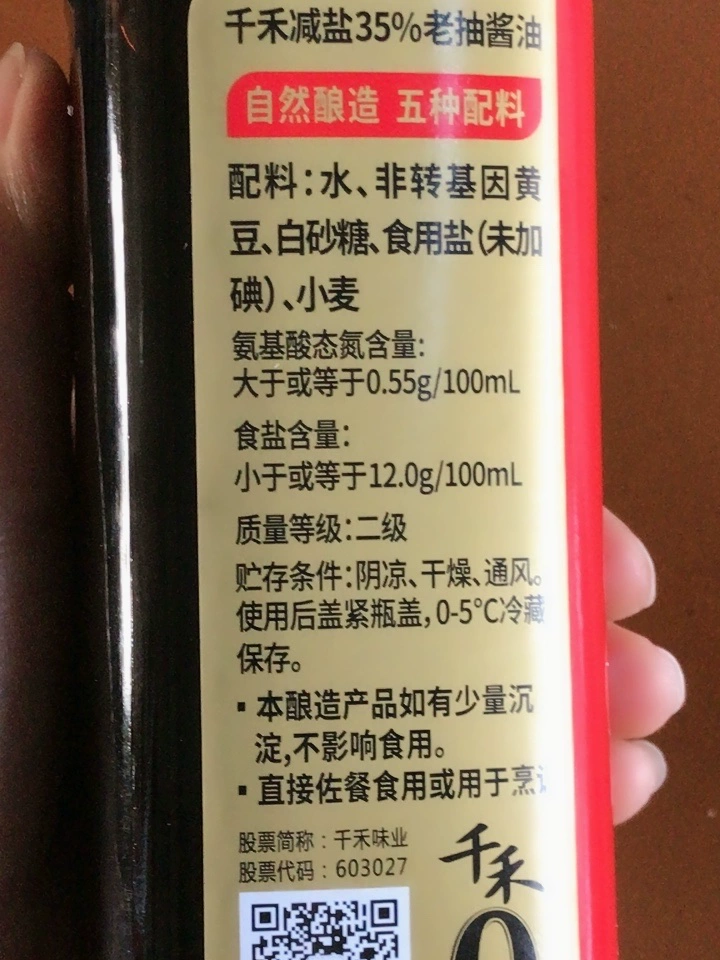 千禾减盐35%老抽酱油
自然酿造 五种配料
配料：水、非转基因黄
豆、白砂糖、食用盐（未加
碘）、小麦
氨基酸态氮含量：
大于或等于0.55g/100mL
食盐含量：
小于或等于12.0g/100mL
质量等级：二级
贮存条件：阴凉、干燥、通风。
使用后盖紧瓶盖，0-5℃冷藏
保存。
▪ 本酿造产品如有少量沉
淀,不影响食用。
▪ 直接佐餐食用或用于烹
股票简称：千禾味业
股票代码：603027
千禾
0